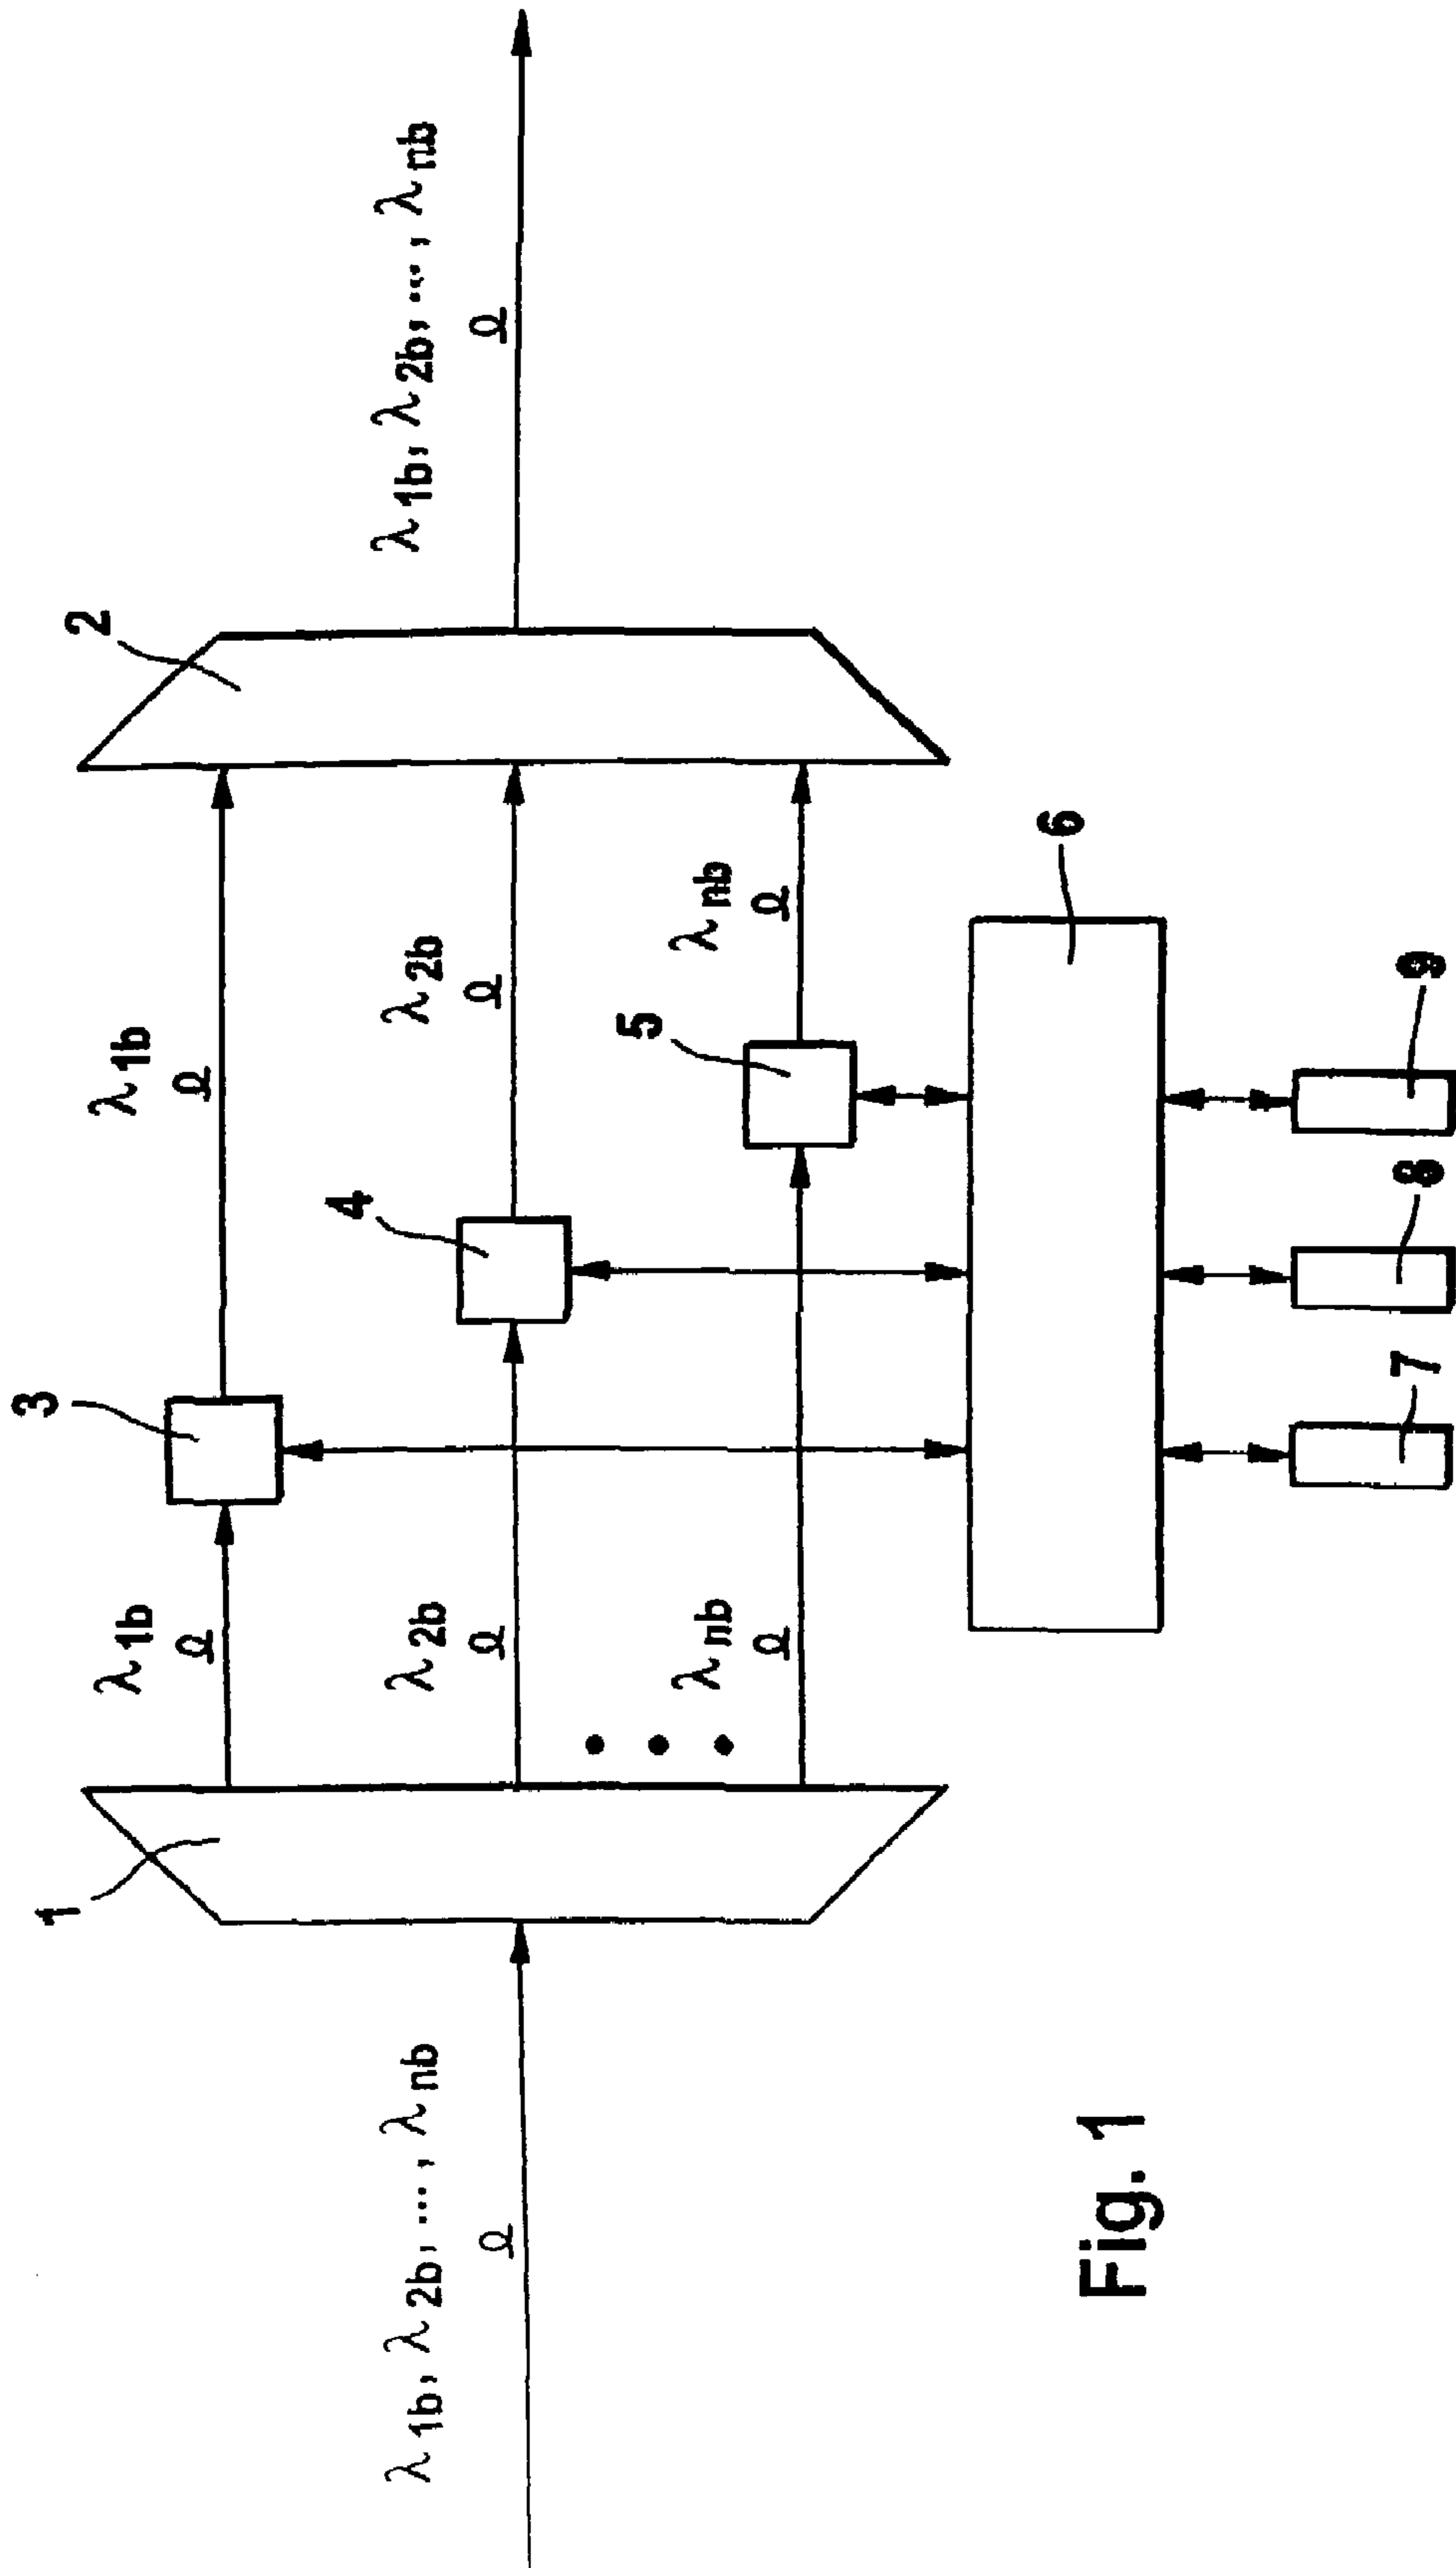 3
1
2
λ1b
λ1b
Ω
Ω
4
λ1b, λ2b, ..., λnb
λ2b
λ2b
λ1b, λ2b, ..., λnb
Ω
Ω
Ω
Ω
5
λnb
λnb
Ω
Ω
6
Fig. 1
7
8
9